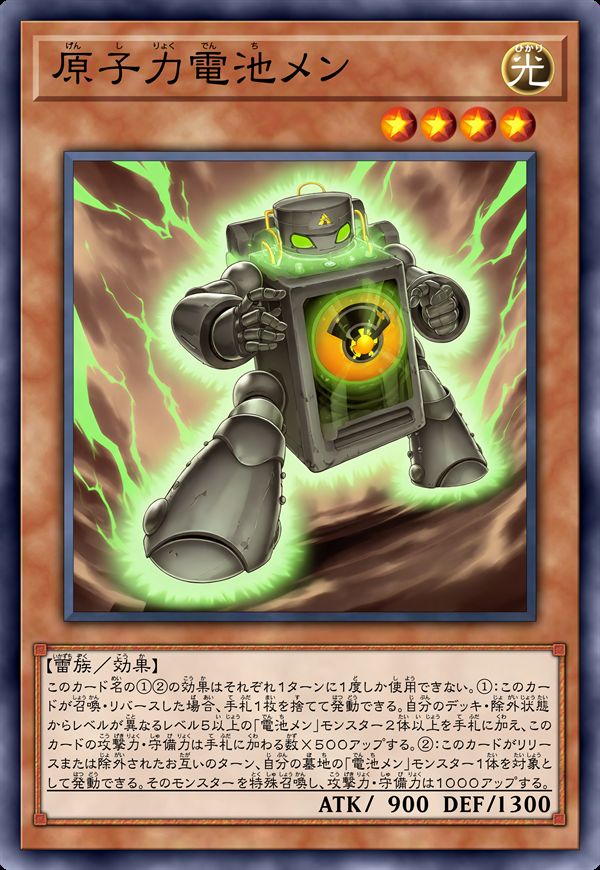 原子力電池メン
光
【雷族／効果】
このカード名の①②の効果はそれぞれ1ターンに1度しか使用できない。①：このカー
ドが召喚・リバースした場合、手札1枚を捨てて発動できる。自分のデッキ・除外状態
からレベルが異なるレベル5以上の「電池メン」モンスター2体以上を手札に加え、この
カードの攻撃力・守備力は手札に加わる数×500アップする。②：このカードがリリー
スまたは除外されたお互いのターン、自分の墓地の「電池メン」モンスター1体を対象と
して発動できる。そのモンスターを特殊召喚し、攻撃力・守備力は1000アップする。
ATK/ 900 DEF/1300